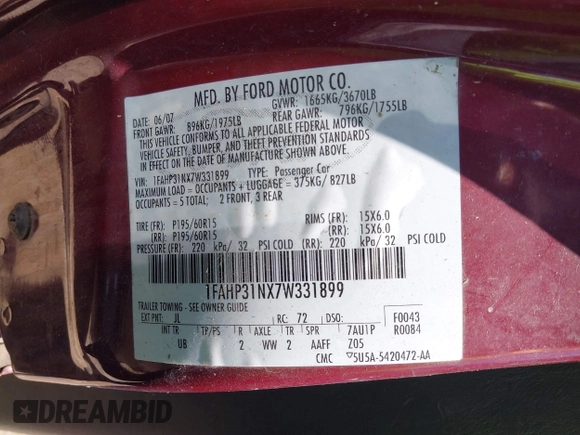 MFD. BY FORD MOTOR CO.
DATE: 06/07 GVWR: 1665KG/3670LB
FRONT GAWR: 896KG/1975LB REAR GAWR: 796KG/1755LB
THIS VEHICLE CONFORMS TO ALL APPLICABLE FEDERAL MOTOR
VEHICLE SAFETY, BUMPER, AND THEFT PREVENTION STANDARDS
IN EFFECT ON THE DATE OF MANUFACTURE SHOWN ABOVE.
VIN: 1FAHP31NX7W331899 TYPE: Passenger Car
MAXIMUM LOAD = OCCUPANTS + LUGGAGE = 375KG/ 827LB
OCCUPANTS = 5 TOTAL; 2 FRONT, 3 REAR
TIRE (FR): P195/60R15 RIMS (FR): 15X6.0
(RR): P195/60R15 (RR): 15X6.0
PRESSURE (FR): 220 kPa/ 32 PSI COLD (RR): 220 kPa/ 32 PSI COLD
1FAHP31NX7W331899
TRAILER TOWING - SEE OWNER GUIDE
EXT PNT: JL RC: 72 DSO: F0043
INT TR TP/PS R AXLE TR SPR 7AU1P R0084
UB 2 WW 2 AAFF Z05
CMC ▽5U5A-5420472-AA
DREAMBID